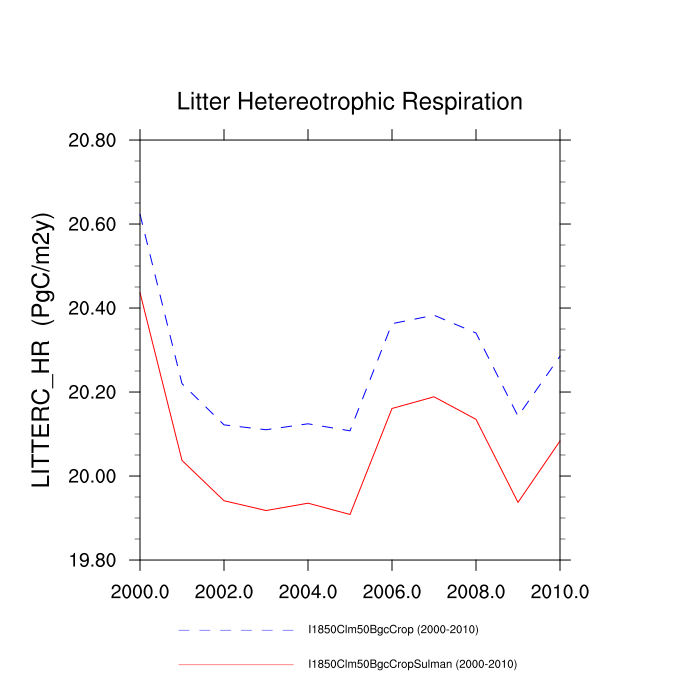 Litter Hetereotrophic Respiration
20.80
20.60
20.40
20.20
20.00
19.80
LITTERC_HR (PgC/m2y)
2000.0 2002.0 2004.0 2006.0 2008.0 2010.0
I1850Clm50BgcCrop (2000-2010)
I1850Clm50BgcCropSulman (2000-2010)